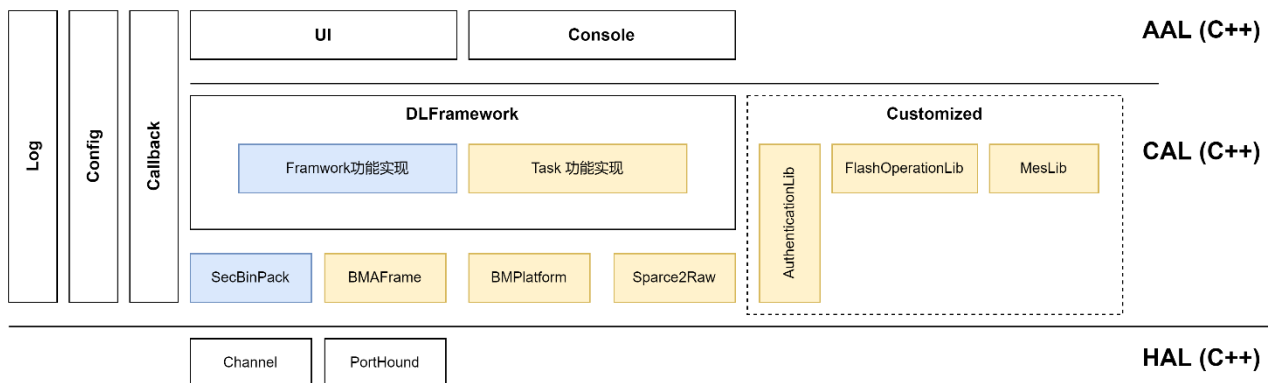 Log
Config
Callback
UI
Console
AAL (C++)
DLFramework
Framwork功能实现
Task 功能实现
Customized
AuthenticationLib
FlashOperationLib
MesLib
CAL (C++)
SecBinPack
BMAFrame
BMPlatform
Sparce2Raw
Channel
PortHound
HAL (C++)